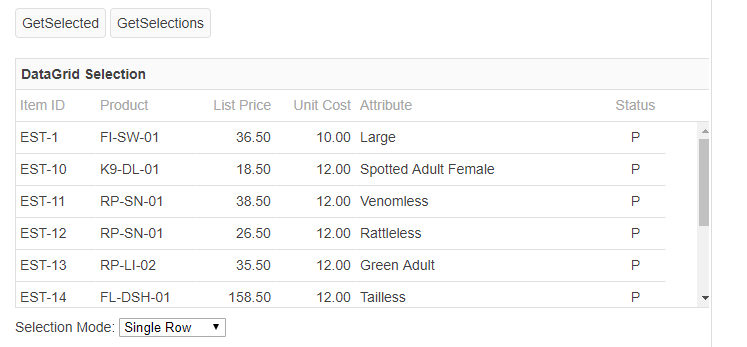 GetSelected GetSelections
DataGrid Selection
Item ID Product List Price Unit Cost Attribute Status
EST-1 FI-SW-01 36.50 10.00 Large P
EST-10 K9-DL-01 18.50 12.00 Spotted Adult Female P
EST-11 RP-SN-01 38.50 12.00 Venomless P
EST-12 RP-SN-01 26.50 12.00 Rattleless P
EST-13 RP-LI-02 35.50 12.00 Green Adult P
EST-14 FL-DSH-01 158.50 12.00 Tailless P
Selection Mode: Single Row